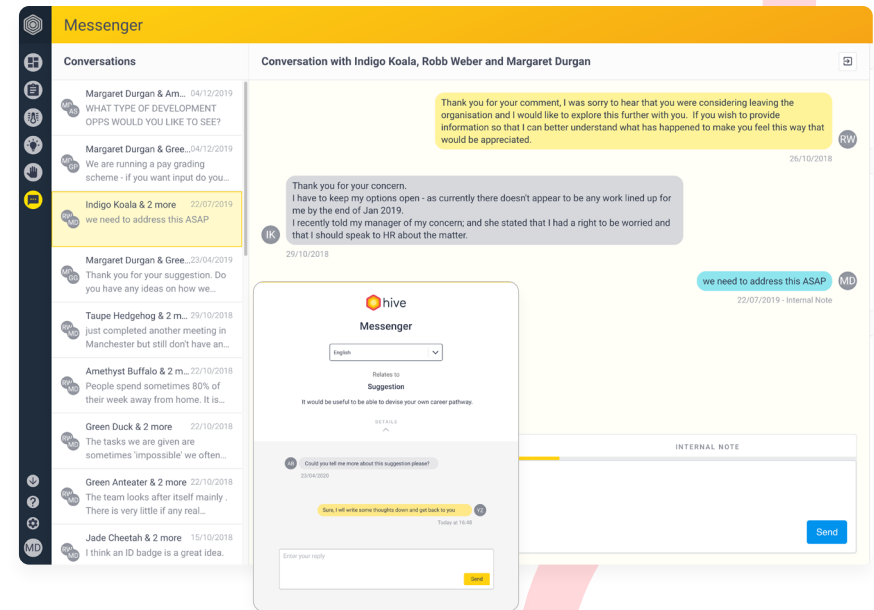 Messenger
Conversations
Margaret Durgan & Am... 04/12/2019
MD
AS
WHAT TYPE OF DEVELOPMENT
OPPS WOULD YOU LIKE TO SEE?
Margaret Durgan & Gree...04/12/2019
GP
We are running a pay grading
scheme - if you want input do you...
Indigo Koala & 2 more 22/07/2019
RW
MD
we need to address this ASAP
Margaret Durgan & Gree...23/04/2019
GG
Thank you for your suggestion. Do
you have any ideas on how we...
Taupe Hedgehog & 2 m... 29/10/2018
RW
MD
just completed another meeting in
Manchester but still don't have an...
Amethyst Buffalo & 2 m... 22/10/2018
RW
MD
People spend sometimes 80% of
their week away from home. It is...
Green Duck & 2 more 22/10/2018
RW
MD
The tasks we are given are
sometimes 'impossible' we often...
Green Anteater & 2 more 22/10/2018
RW
MD
The team looks after itself mainly .
There is very little if any real...
Jade Cheetah & 2 more 15/10/2018
RW
MD
I think an ID badge is a great idea.
MD
Conversation with Indigo Koala, Robb Weber and Margaret Durgan
Thank you for your comment, I was sorry to hear that you were considering leaving the
organisation and I would like to explore this further with you. If you wish to provide
information so that I can better understand what has happened to make you feel this way that
would be appreciated.
RW
26/10/2018
Thank you for your concern.
I have to keep my options open - as currently there doesn't appear to be any work lined up for
me by the end of Jan 2019.
I recently told my manager of my concern; and she stated that I had a right to be worried and
that I should speak to HR about the matter.
IK
29/10/2018
we need to address this ASAP
MD
22/07/2019 - Internal Note
INTERNAL NOTE
Send
hive
Messenger
English
Relates to
Suggestion
It would be useful to be able to devise your own career pathway.
DETAILS
AB
Could you tell me more about this suggestion please?
23/04/2020
Sure, I will write some thoughts down and get back to you
YZ
Today at 16:48
Enter your reply
Send